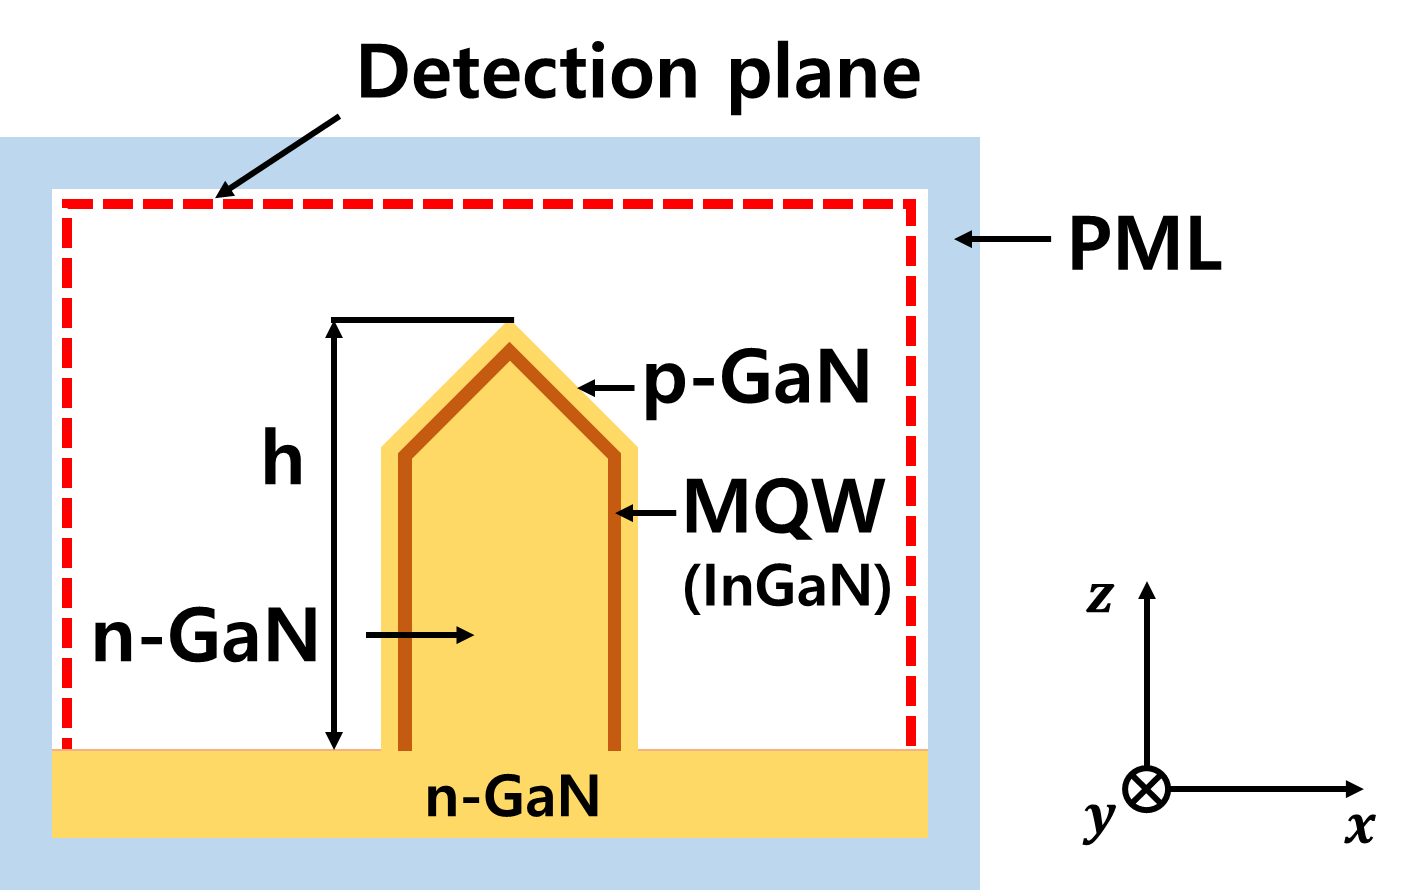 Detection plane
PML
p-GaN
h
MQW
(InGaN)
n-GaN
n-GaN
z
y
x